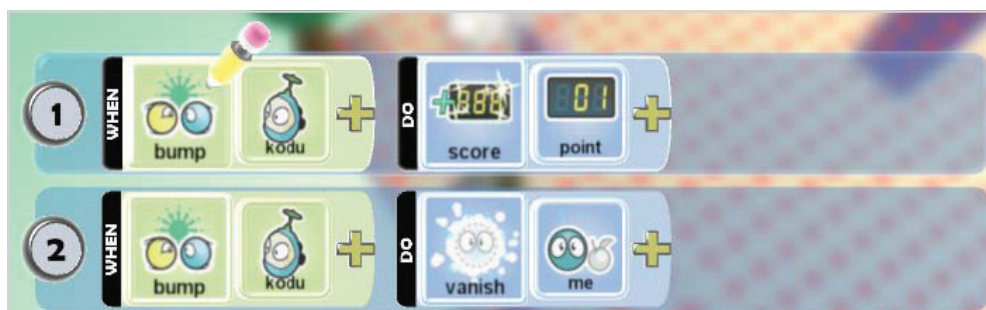 1 WHEN bump kodu DO score 01 point
2 WHEN bump kodu DO vanish me